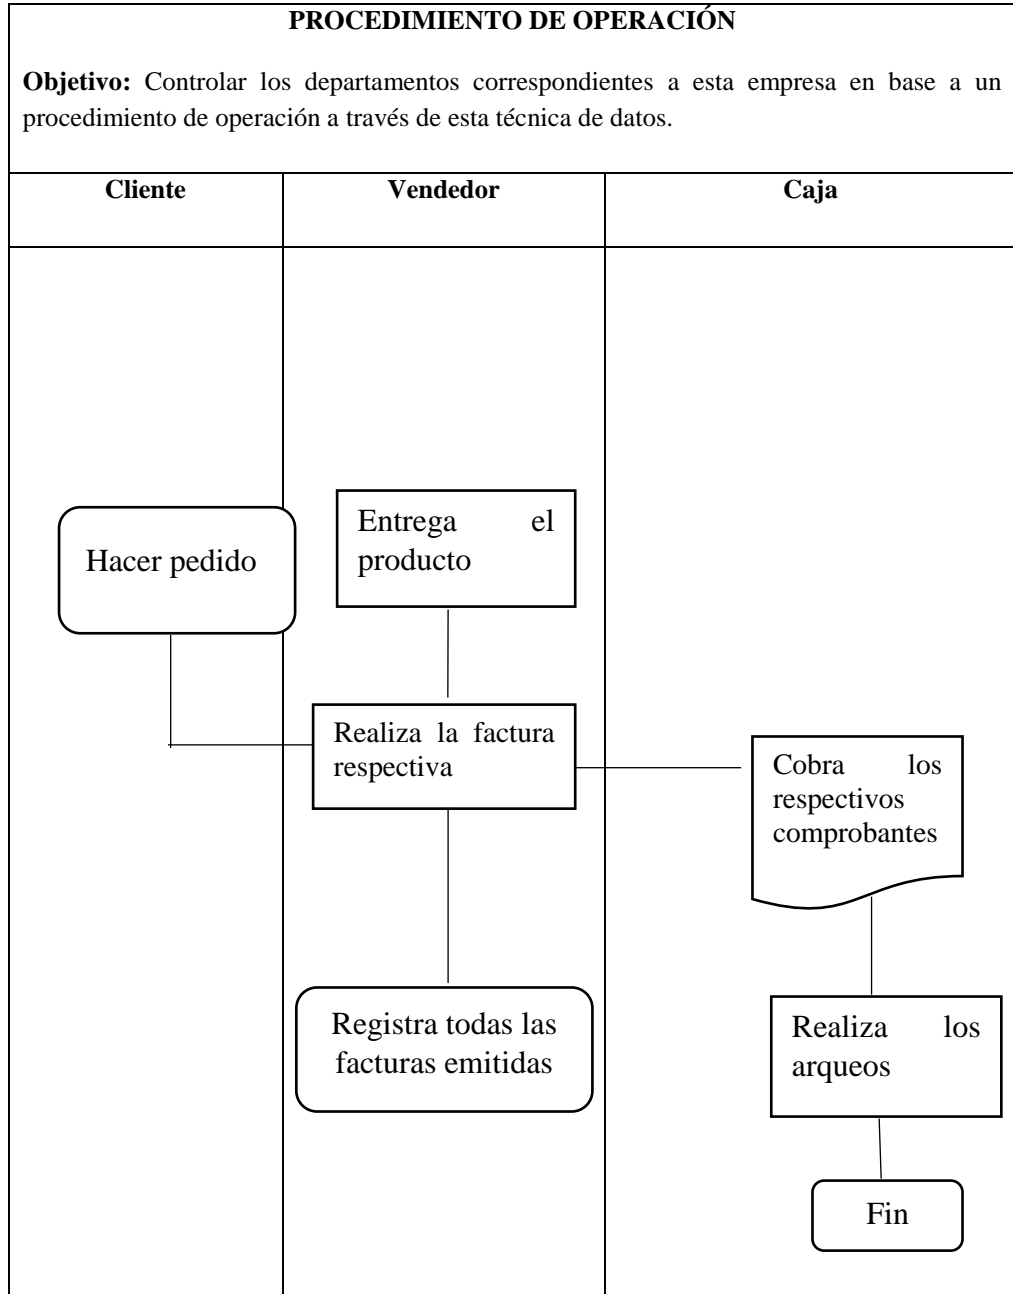 PROCEDIMIENTO DE OPERACIÓN
Objetivo: Controlar los departamentos correspondientes a esta empresa en base a un
procedimiento de operación a través de esta técnica de datos.
Cliente
Vendedor
Caja
Hacer pedido
Entrega el
producto
Realiza la factura
respectiva
Cobra los
respectivos
comprobantes
Registra todas las
facturas emitidas
Realiza los
arqueos
Fin